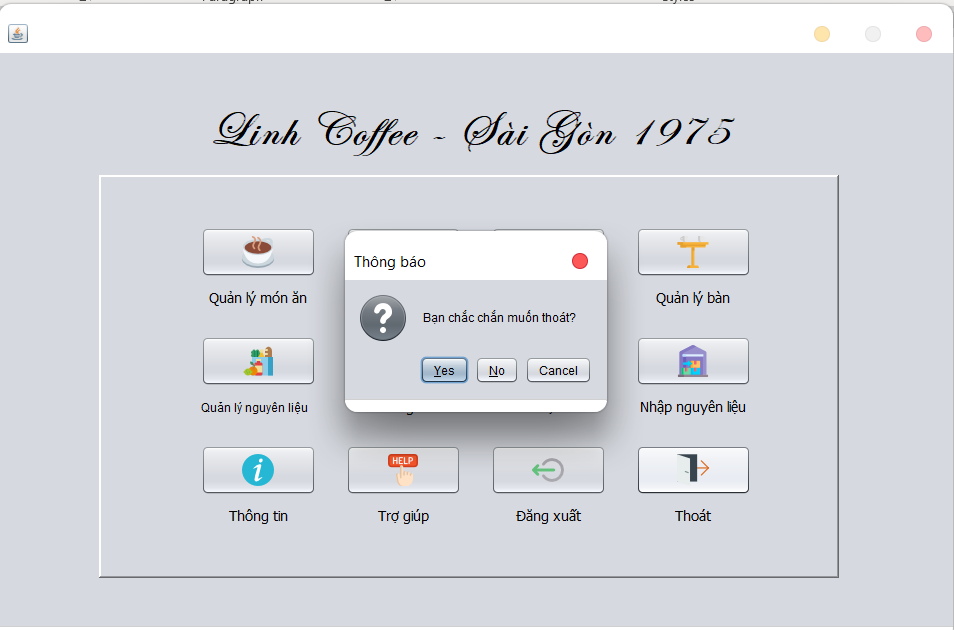 Linh Coffee - Sài Gòn 1975
Thông báo
Bạn chắc chắn muốn thoát?
Yes No Cancel
Quản lý món ăn
Quản lý bàn
Quản lý nguyên liệu
Nhập nguyên liệu
HELP
Thông tin
Trợ giúp
Đăng xuất
Thoát